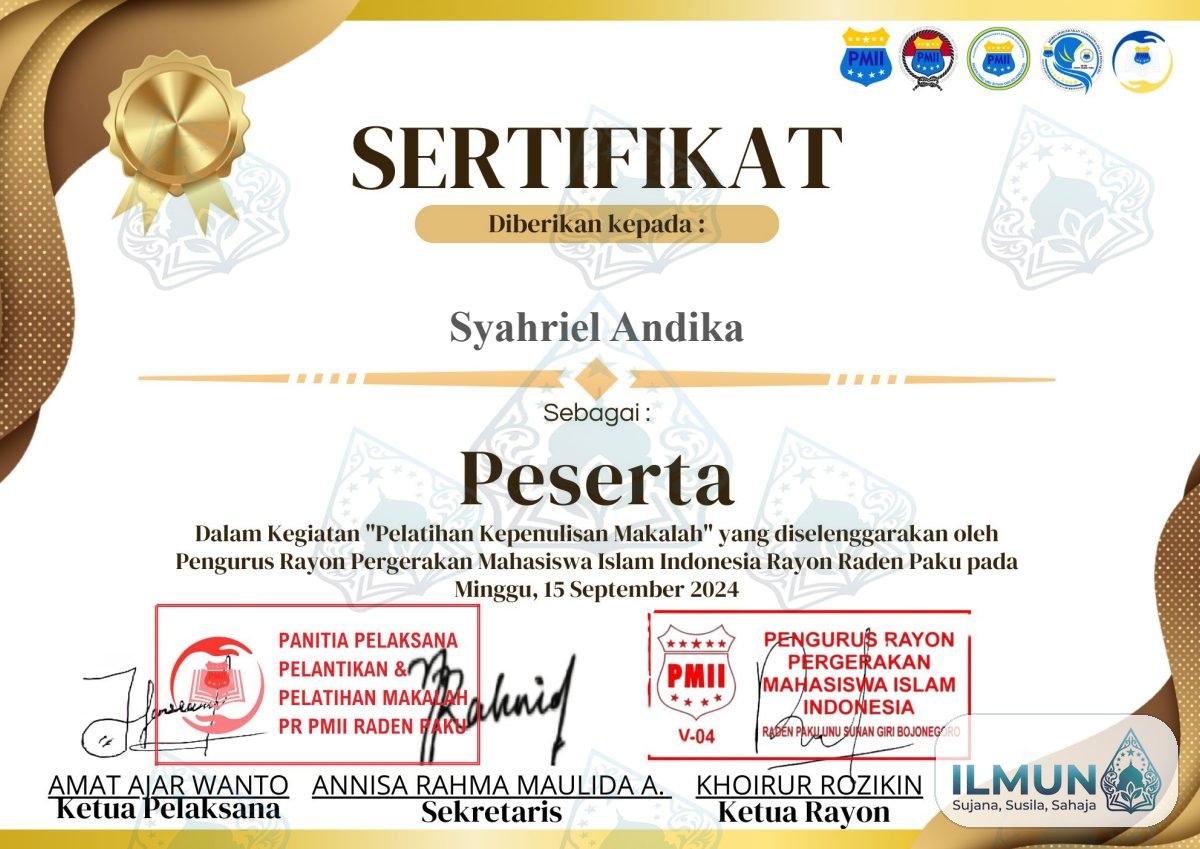 PMII
PMII
PMII
SERTIFIKAT
Diberikan kepada :
Syahriel Andika
Sebagai :
Peserta
Dalam Kegiatan "Pelatihan Kepenulisan Makalah" yang diselenggarakan oleh
Pengurus Rayon Pergerakan Mahasiswa Islam Indonesia Rayon Raden Paku pada
Minggu, 15 September 2024
PANITIA PELAKSANA
PELANTIKAN &
PELATIHAN MAKALAH
PR PMII RADEN PAKU
PMII
V-04
PENGURUS RAYON
PERGERAKAN
MAHASISWA ISLAM
INDONESIA
RADEN PAKU,UNU SUNAN GIRI BOJONEGORO
AMAT AJAR WANTO
Ketua Pelaksana
ANNISA RAHMA MAULIDA A.
Sekretaris
KHOIRUR ROZIKIN
Ketua Rayon
ILMUN
Sujana, Susila, Sahaja